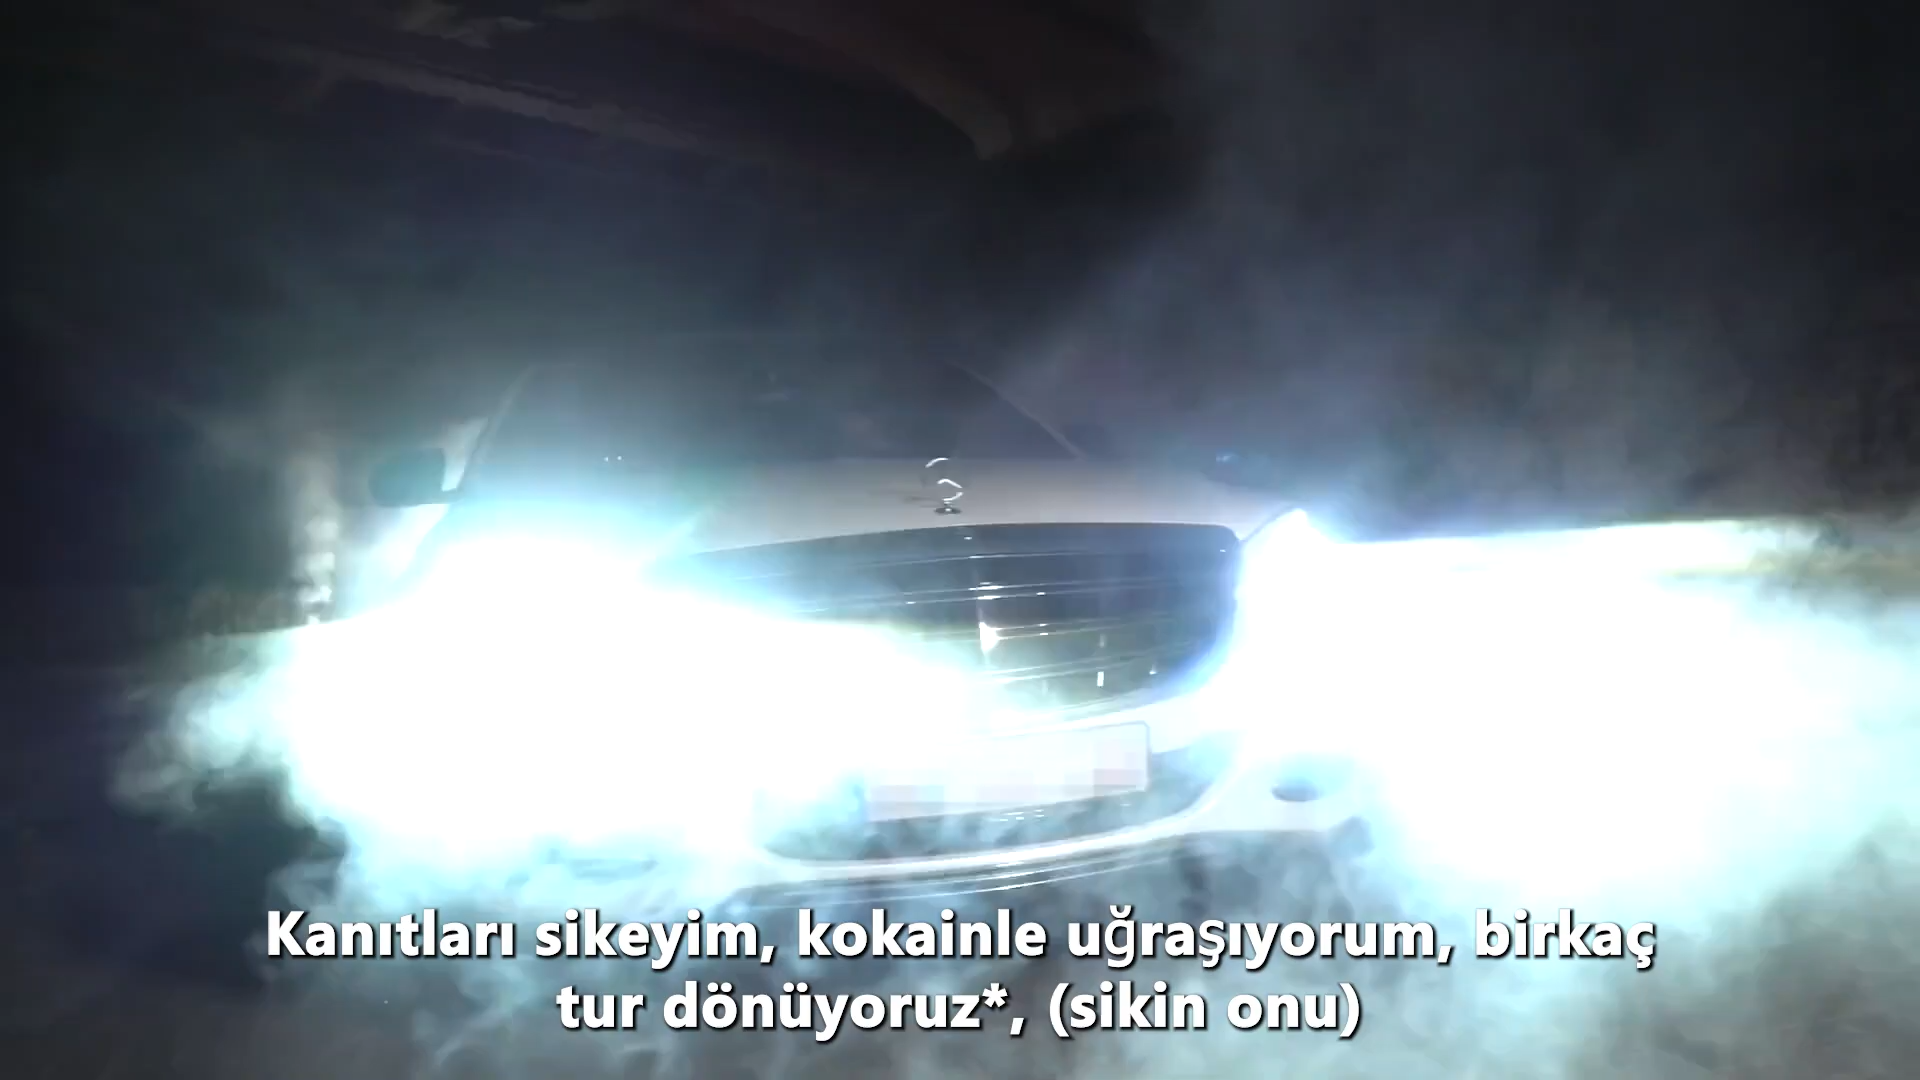 Kanıtları sikeyim, kokainle uğraşıyorum, birkaç
tur dönüyoruz*, (sikin onu)